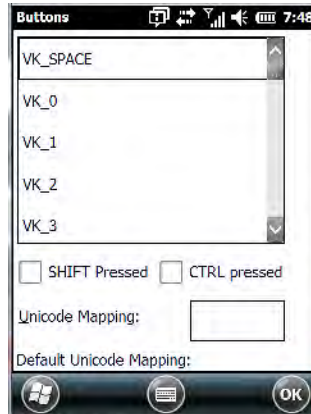 Buttons 7:48
VK_SPACE
VK_0
VK_1
VK_2
VK_3
SHIFT Pressed CTRL pressed
Unicode Mapping:
Default Unicode Mapping:
OK